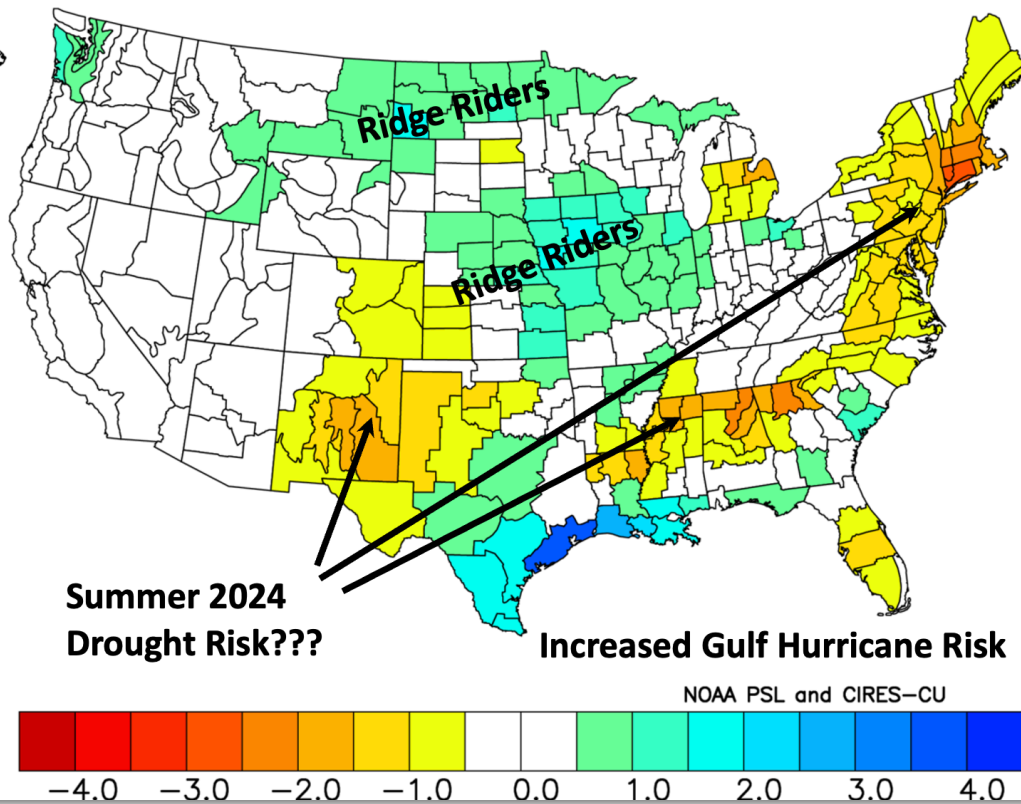 Ridge Riders
Ridge Riders
Summer 2024
Drought Risk???
Increased Gulf Hurricane Risk
NOAA PSL and CIRES-CU
−4.0 −3.0 −2.0 −1.0 0.0 1.0 2.0 3.0 4.0